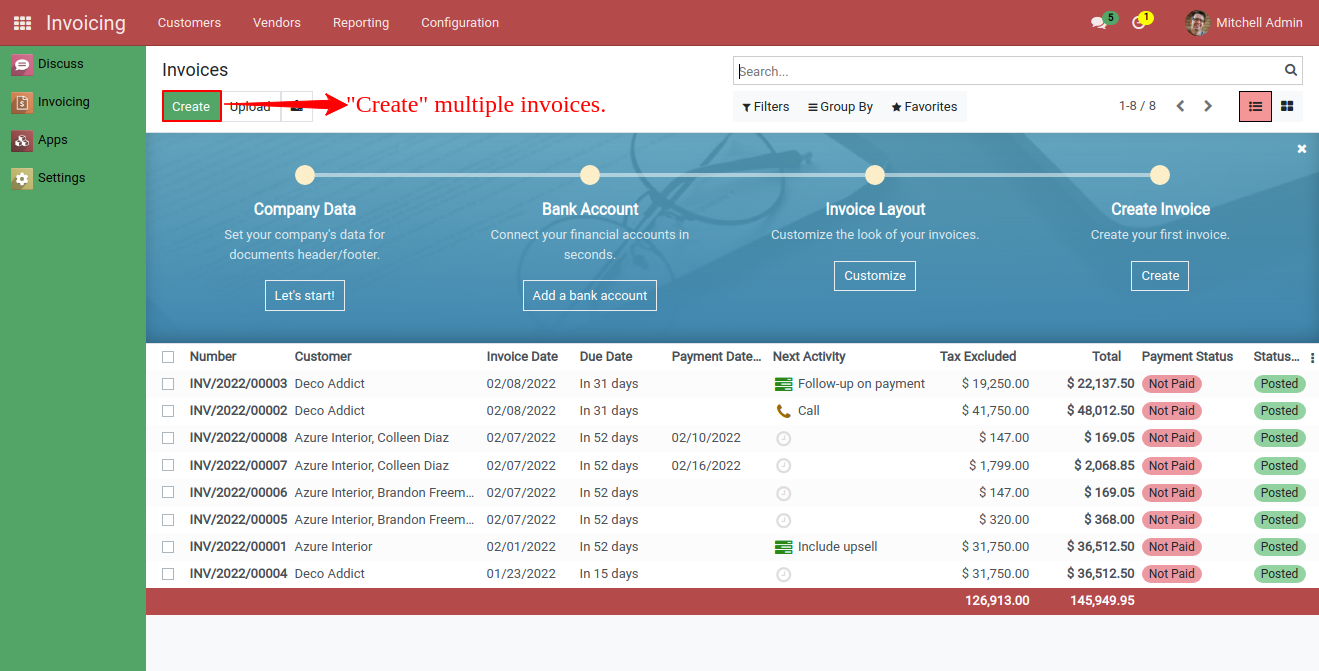 Invoicing Customers Vendors Reporting Configuration 5 1 Mitchell Admin
Discuss
Invoicing
Apps
Settings
Invoices
Search...
Create Upload "Create" multiple invoices.
Filters Group By Favorites 1-8 / 8
Company Data Bank Account Invoice Layout Create Invoice
Set your company's data for Connect your financial accounts in Customize the look of your invoices. Create your first invoice.
documents header/footer. seconds.
Let's start! Add a bank account Customize Create
Number Customer Invoice Date Due Date Payment Date... Next Activity Tax Excluded Total Payment Status Status...
INV/2022/00003 Deco Addict 02/08/2022 In 31 days Follow-up on payment $ 19,250.00 $ 22,137.50 Not Paid Posted
INV/2022/00002 Deco Addict 02/08/2022 In 31 days Call $ 41,750.00 $ 48,012.50 Not Paid Posted
INV/2022/00008 Azure Interior, Colleen Diaz 02/07/2022 In 52 days 02/10/2022 $ 147.00 $ 169.05 Not Paid Posted
INV/2022/00007 Azure Interior, Colleen Diaz 02/07/2022 In 52 days 02/16/2022 $ 1,799.00 $ 2,068.85 Not Paid Posted
INV/2022/00006 Azure Interior, Brandon Freem... 02/07/2022 In 52 days $ 147.00 $ 169.05 Not Paid Posted
INV/2022/00005 Azure Interior, Brandon Freem... 02/07/2022 In 52 days $ 320.00 $ 368.00 Not Paid Posted
INV/2022/00001 Azure Interior 02/01/2022 In 52 days Include upsell $ 31,750.00 $ 36,512.50 Not Paid Posted
INV/2022/00004 Deco Addict 01/23/2022 In 15 days $ 31,750.00 $ 36,512.50 Not Paid Posted
126,913.00 145,949.95